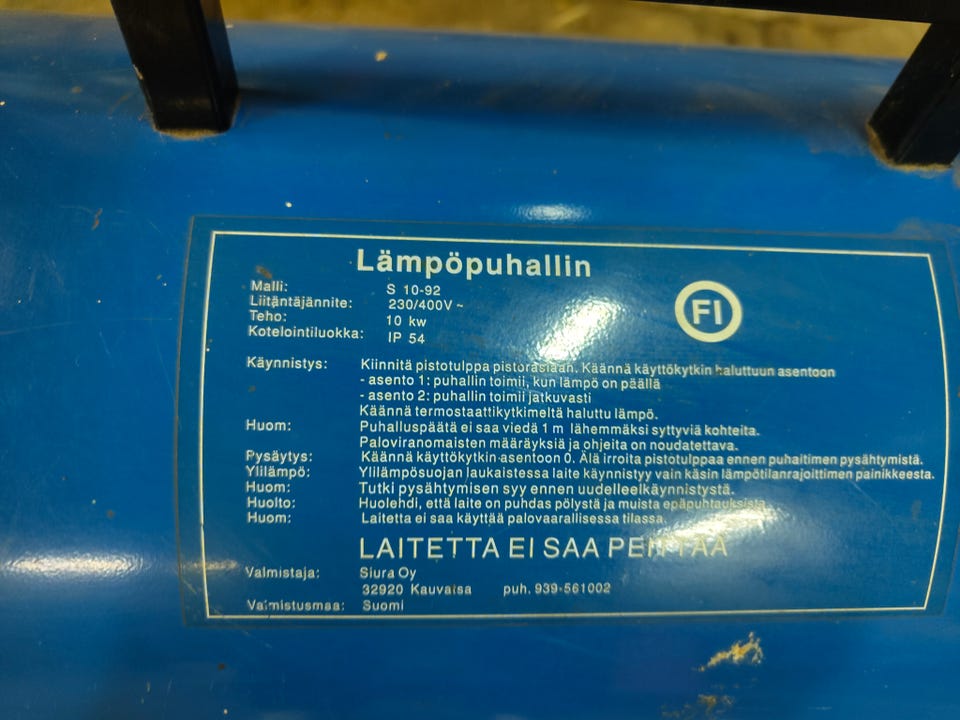 Lämpöpuhallin
FI
Malli: S 10-92
Liitäntäjännite: 230/400V ~
Teho: 10 kw
Kotelointiluokka: IP 54
Käynnistys: Kiinnitä pistotulppa pistorasiaan. Käännä käyttökytkin haluttuun asentoon
- asento 1: puhallin toimii, kun lämpö on päällä
- asento 2: puhallin toimii jatkuvasti
Käännä termostaattikytkimeltä haluttu lämpö.
Huom: Puhalluspäätä ei saa viedä 1 m lähemmäksi syttyviä kohteita.
Paloviranomaisten määräyksiä ja ohjeita on noudatettava.
Pysäytys: Käännä käyttökytkin asentoon 0. Älä irroita pistotulppaa ennen puhaltimen pysähtymistä.
Ylilämpö: Ylilämpösuojan laukaistessa laite käynnistyy vain käsin lämpötilanrajoittimen painikkeesta.
Huom: Tutki pysähtymisen syy ennen uudelleelkäynnistystä.
Huolto: Huolehdi, että laite on puhdas pölystä ja muista epäpuhtauksista.
Huom: Laitetta ei saa käyttää palovaarallisessa tilassa.
LAITETTA EI SAA PEITTÄÄ
Valmistaja: Siura Oy
32920 Kauvatsa puh. 939-561002
Valmistusmaa: Suomi